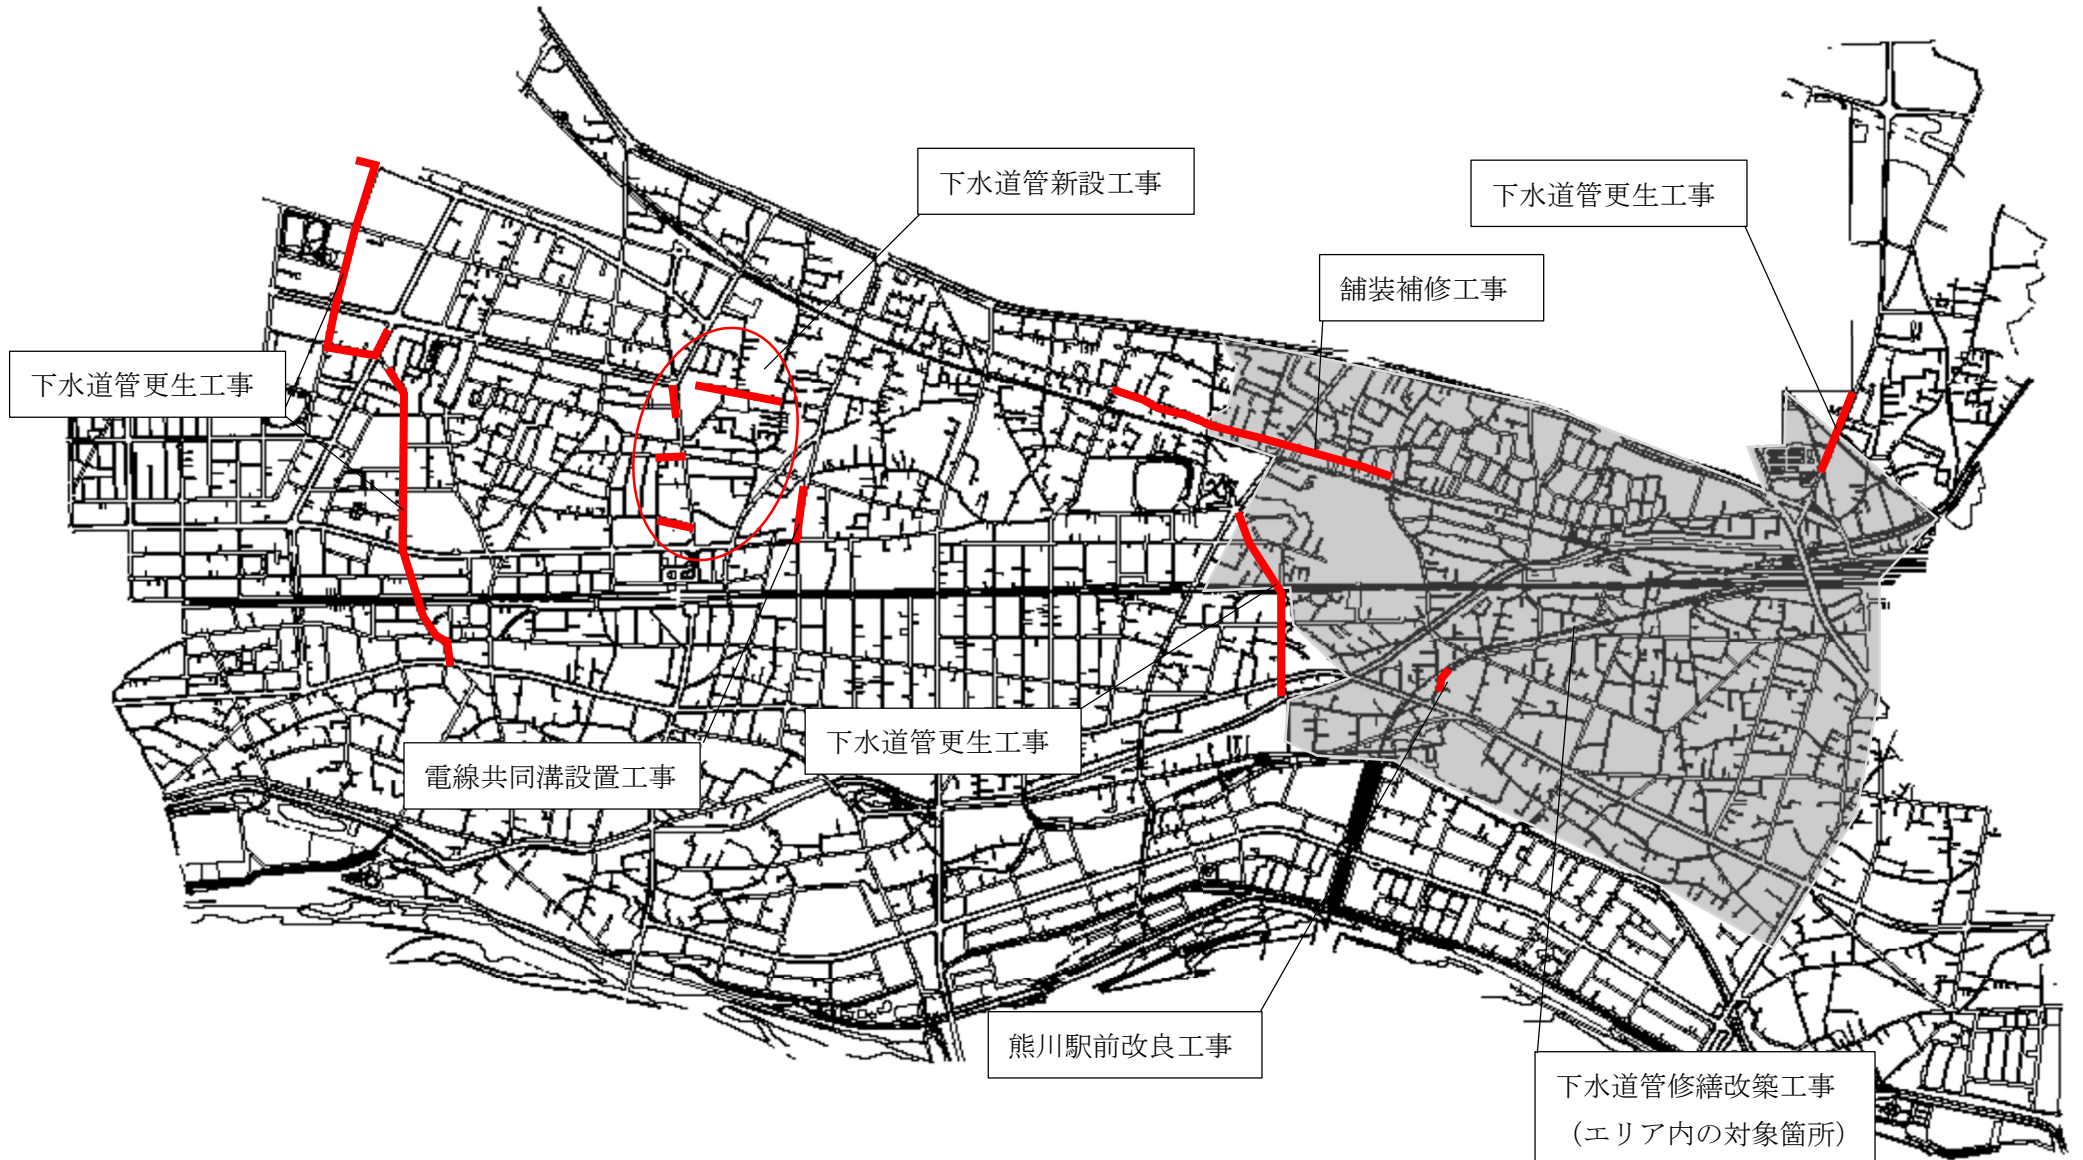 下水道管新設工事
下水道管更生工事
舗装補修工事
下水道管更生工事
下水道管更生工事
電線共同溝設置工事
熊川駅前改良工事
下水道管修繕改築工事
（エリア内の対象箇所）